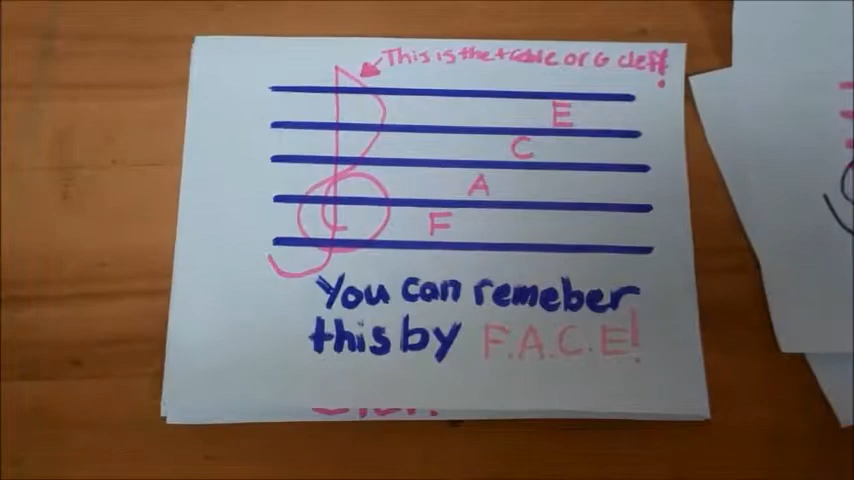 This is the treble or G cleff!
E
C
A
F
You can remeber
this by F.A.C.E!